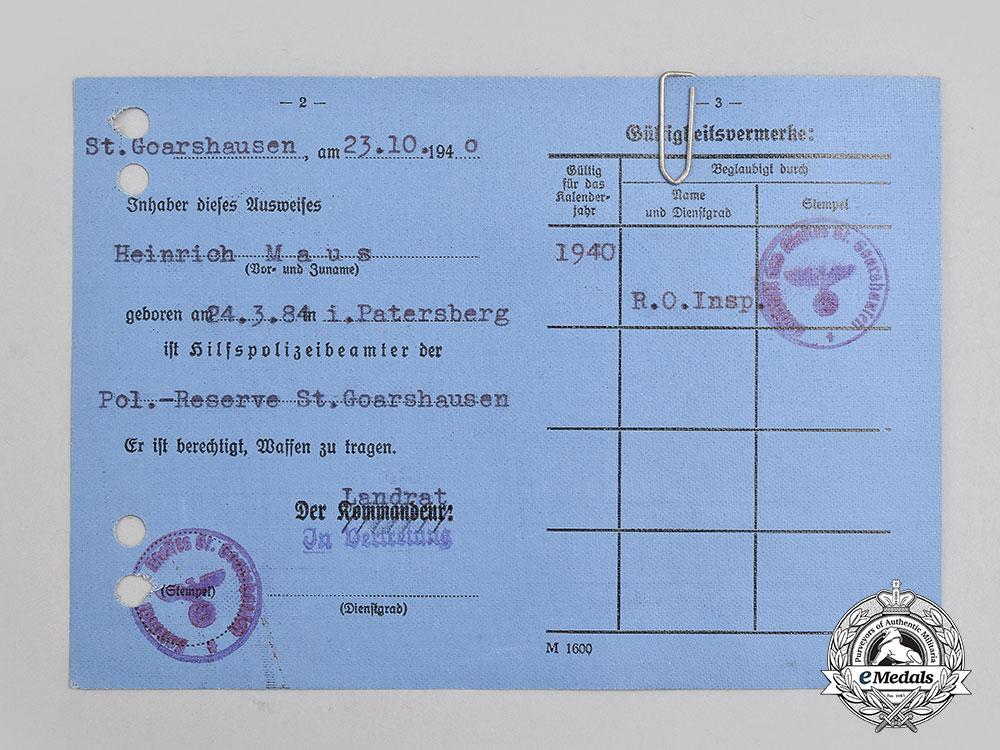 — 2 —
St.Goarshausen, am 23.10.1940
Inhaber dieses Ausweises
Heinrich Maus
(Vor- und Zuname)
geboren am 24.3.84 in i.Patersberg
ist Hilfspolizeibeamter der
Pol.-Reserve St.Goarshausen
Er ist berechtigt, Waffen zu tragen.
Landrat
Der Kommandeur:
In Vertretung
(Stempel)
(Dienstgrad)
— 3 —
Gültigkeitsvermerke:
Gültig
für das
Kalender-
jahr
Beglaubigt durch
Name
und Dienstgrad
Stempel
1940
R.O.Insp.
St. Goarshausen
M 1600
Purveyors of Authentic Militaria
eMedals